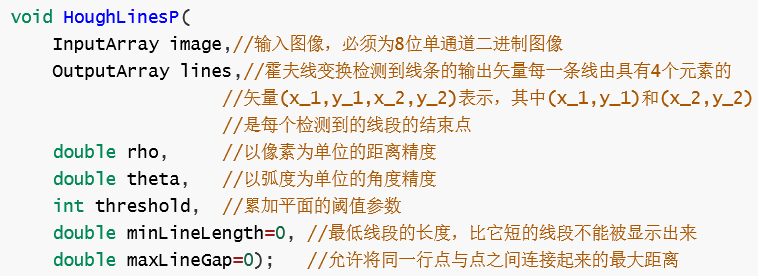 void HoughLinesP(
InputArray image,//输入图像，必须为8位单通道二进制图像
OutputArray lines,//霍夫线变换检测到线条的输出矢量每一条线由具有4个元素的
//矢量(x_1,y_1,x_2,y_2)表示，其中(x_1,y_1)和(x_2,y_2)
//是每个检测到的线段的结束点
double rho, //以像素为单位的距离精度
double theta, //以弧度为单位的角度精度
int threshold, //累加平面的阈值参数
double minLineLength=0, //最低线段的长度，比它短的线段不能被显示出来
double maxLineGap=0); //允许将同一行点与点之间连接起来的最大距离